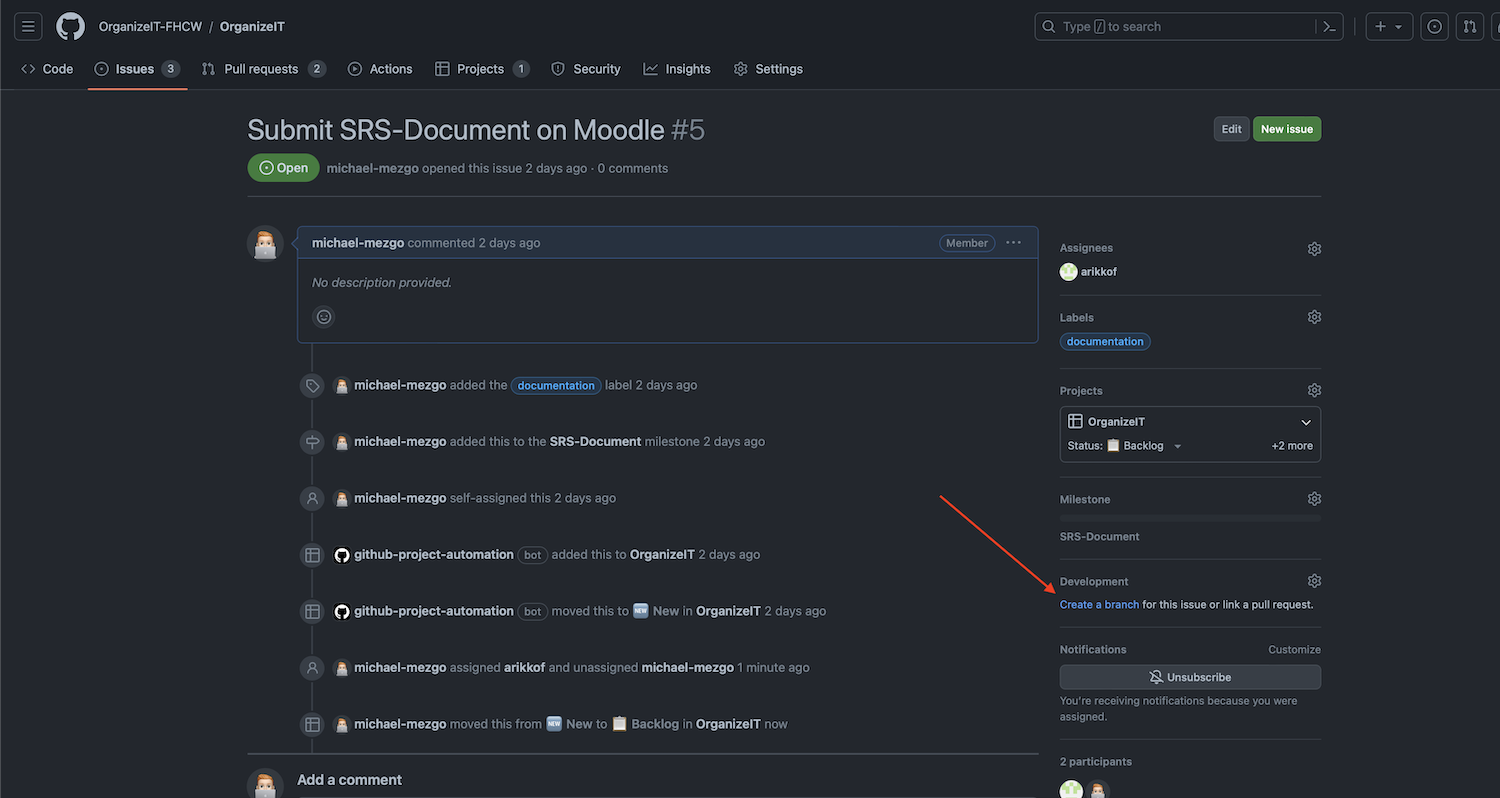 OrganizeIT-FHCW / OrganizeIT
Type / to search
Code Issues 3 Pull requests 2 Actions Projects 1 Security Insights Settings
Submit SRS-Document on Moodle #5
Edit New issue
Open michael-mezgo opened this issue 2 days ago · 0 comments
michael-mezgo commented 2 days ago Member ...
No description provided.
michael-mezgo added the documentation label 2 days ago
michael-mezgo added this to the SRS-Document milestone 2 days ago
michael-mezgo self-assigned this 2 days ago
github-project-automation bot added this to OrganizeIT 2 days ago
github-project-automation bot moved this to NEW New in OrganizeIT 2 days ago
michael-mezgo assigned arikkof and unassigned michael-mezgo 1 minute ago
michael-mezgo moved this from NEW New to Backlog in OrganizeIT now
Add a comment
Assignees
arikkof
Labels
documentation
Projects
OrganizeIT
Status: Backlog +2 more
Milestone
SRS-Document
Development
Create a branch for this issue or link a pull request.
Notifications Customize
Unsubscribe
You're receiving notifications because you were
assigned.
2 participants